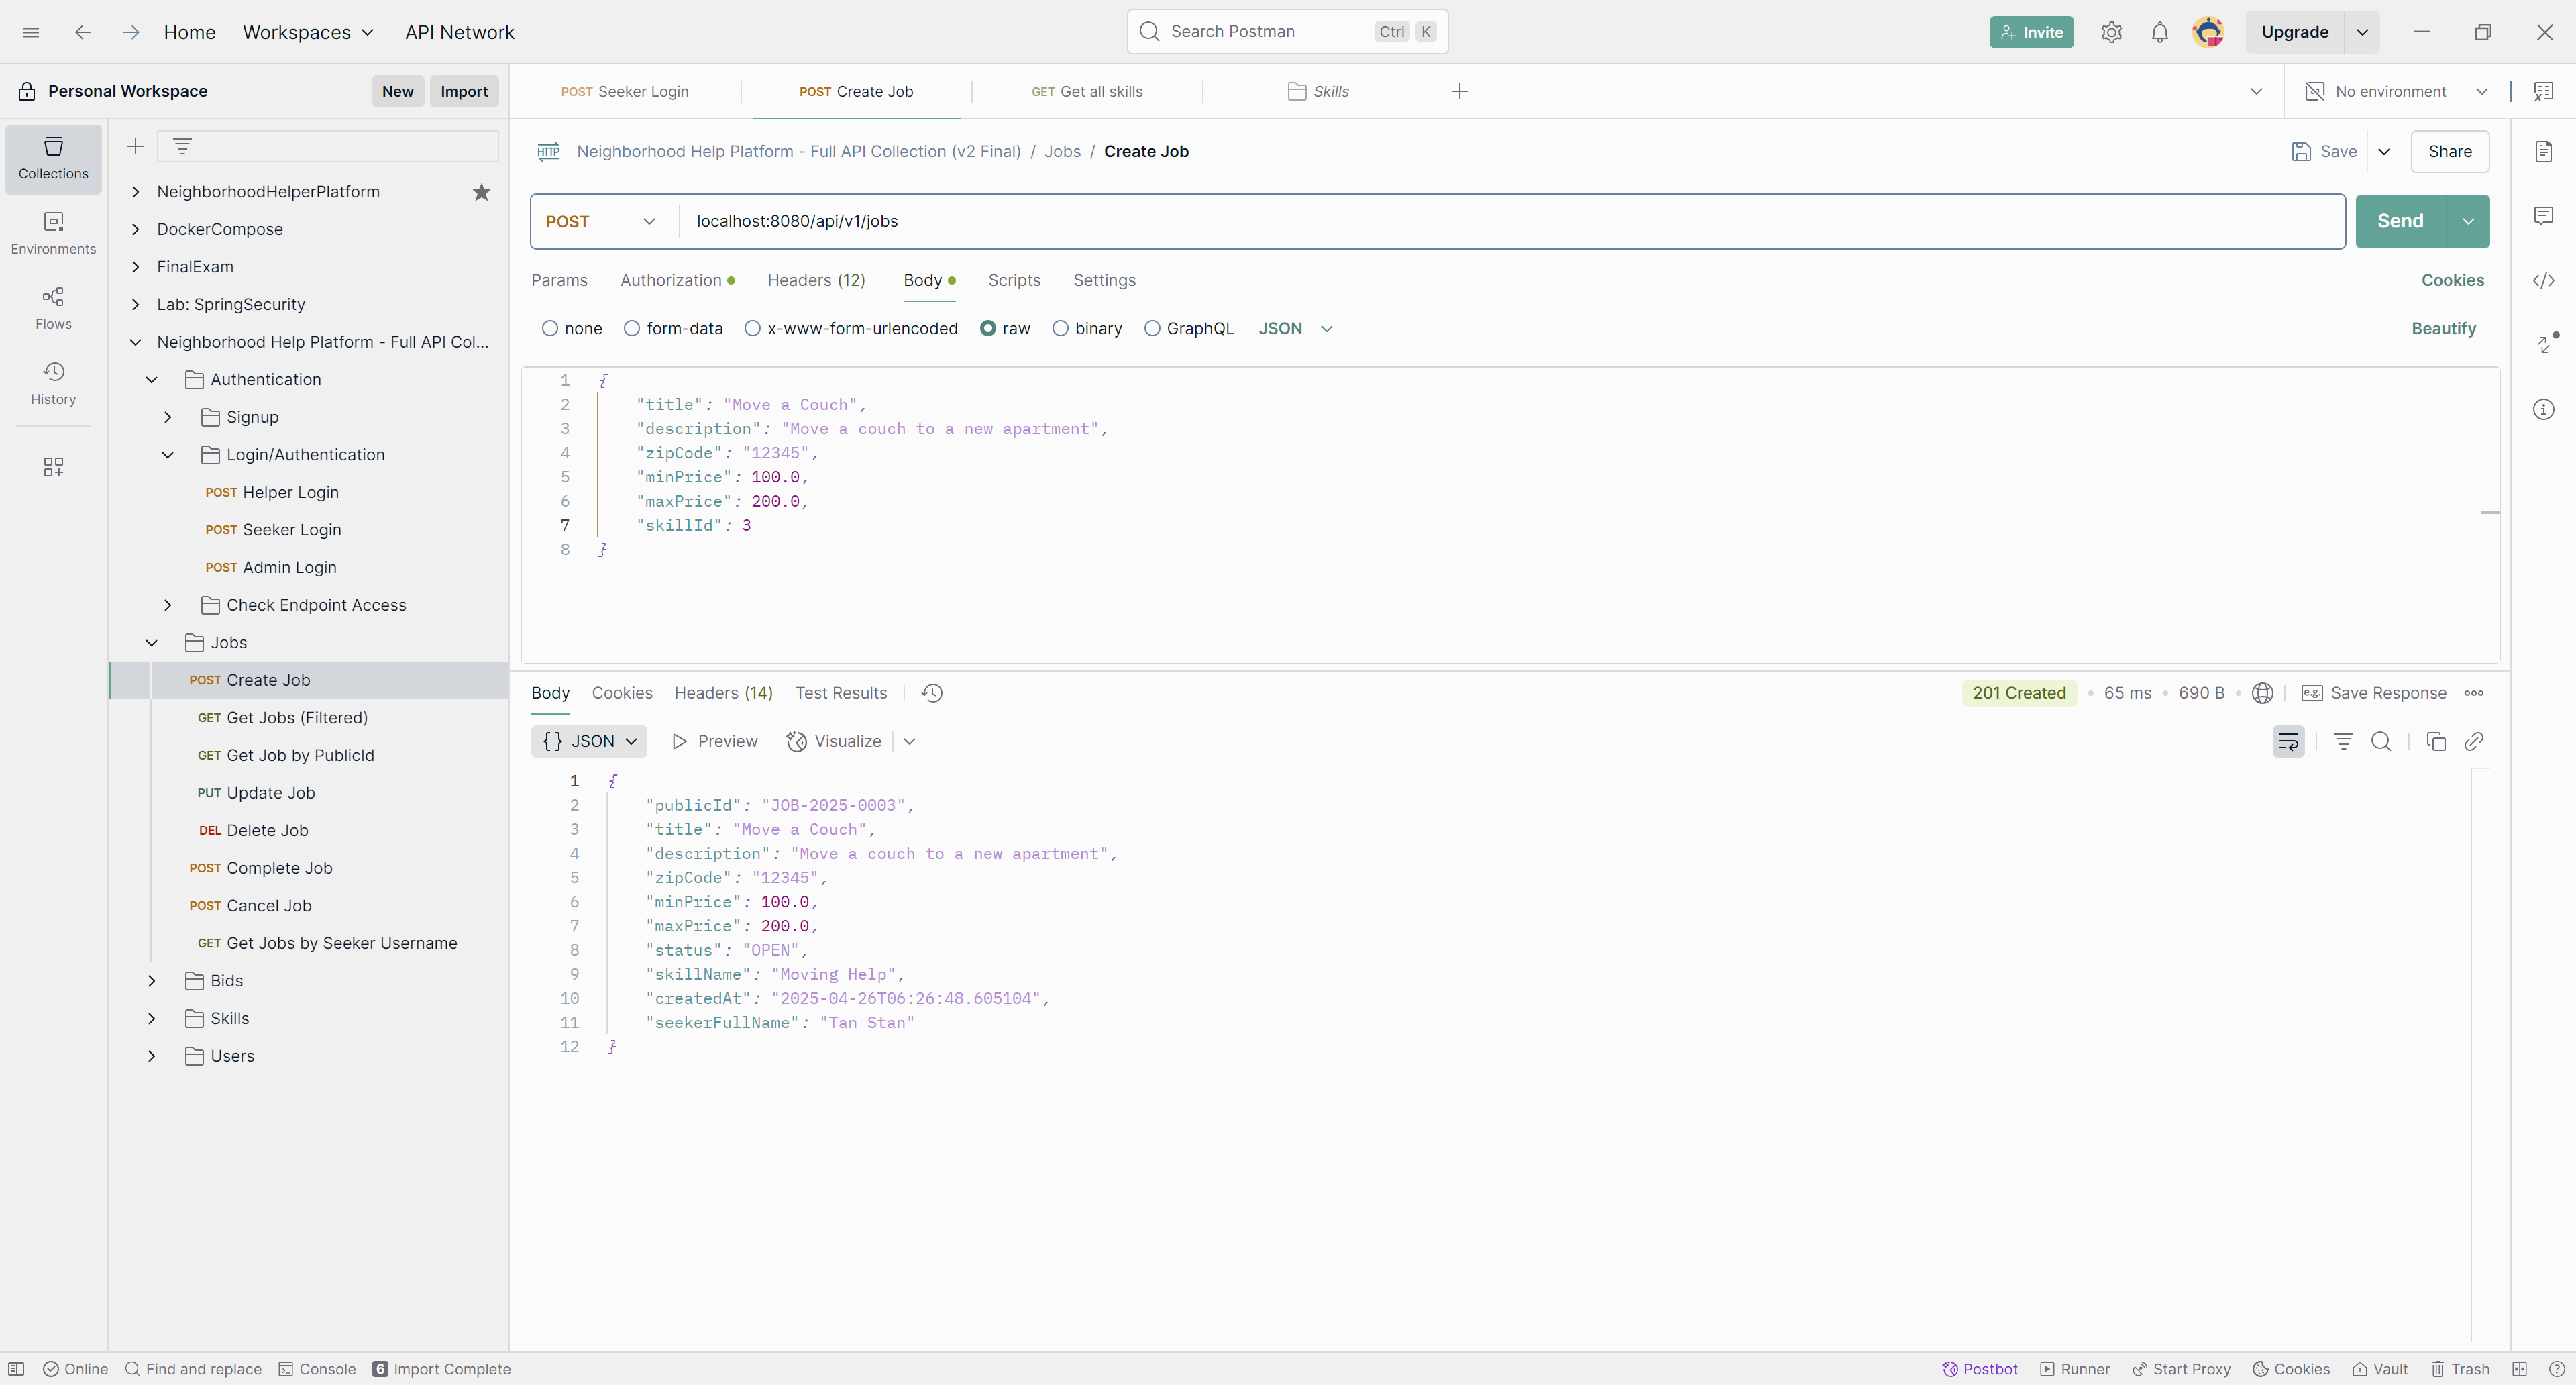 Home Workspaces API Network Search Postman Ctrl K Invite Upgrade
Personal Workspace New Import
POST Seeker Login POST Create Job GET Get all skills Skills No environment
Collections
Environments
Flows
History
NeighborhoodHelperPlatform
DockerCompose
FinalExam
Lab: SpringSecurity
Neighborhood Help Platform - Full API Col...
Authentication
Signup
Login/Authentication
POST Helper Login
POST Seeker Login
POST Admin Login
Check Endpoint Access
Jobs
POST Create Job
GET Get Jobs (Filtered)
GET Get Job by PublicId
PUT Update Job
DEL Delete Job
POST Complete Job
POST Cancel Job
GET Get Jobs by Seeker Username
Bids
Skills
Users
HTTP Neighborhood Help Platform - Full API Collection (v2 Final) / Jobs / Create Job Save Share
POST localhost:8080/api/v1/jobs Send
Params Authorization Headers (12) Body Scripts Settings Cookies
none form-data x-www-form-urlencoded raw binary GraphQL JSON Beautify
1 {
2 "title": "Move a Couch",
3 "description": "Move a couch to a new apartment",
4 "zipCode": "12345",
5 "minPrice": 100.0,
6 "maxPrice": 200.0,
7 "skillId": 3
8 }
Body Cookies Headers (14) Test Results 201 Created 65 ms 690 B e.g. Save Response
{} JSON Preview Visualize
1 {
2 "publicId": "JOB-2025-0003",
3 "title": "Move a Couch",
4 "description": "Move a couch to a new apartment",
5 "zipCode": "12345",
6 "minPrice": 100.0,
7 "maxPrice": 200.0,
8 "status": "OPEN",
9 "skillName": "Moving Help",
10 "createdAt": "2025-04-26T06:26:48.605104",
11 "seekerFullName": "Tan Stan"
12 }
Online Find and replace Console 6 Import Complete Postbot Runner Start Proxy Cookies Vault Trash